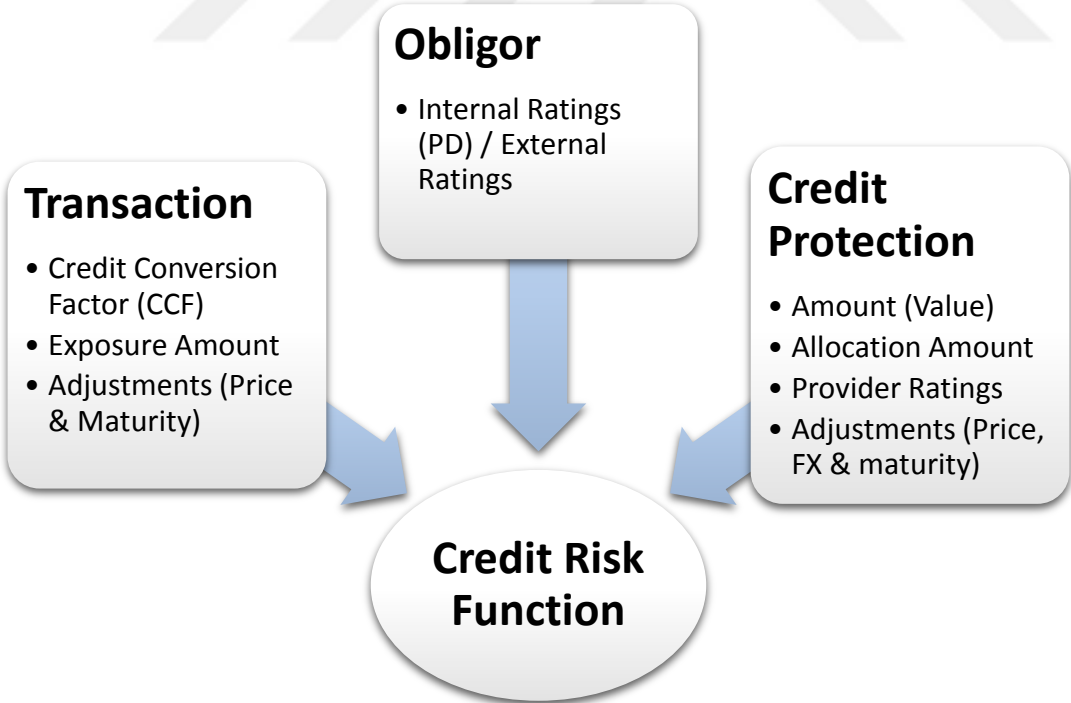 Obligor
• Internal Ratings
(PD) / External
Ratings
Transaction
• Credit Conversion
Factor (CCF)
• Exposure Amount
• Adjustments (Price
& Maturity)
Credit
Protection
• Amount (Value)
• Allocation Amount
• Provider Ratings
• Adjustments (Price,
FX & maturity)
Credit Risk
Function